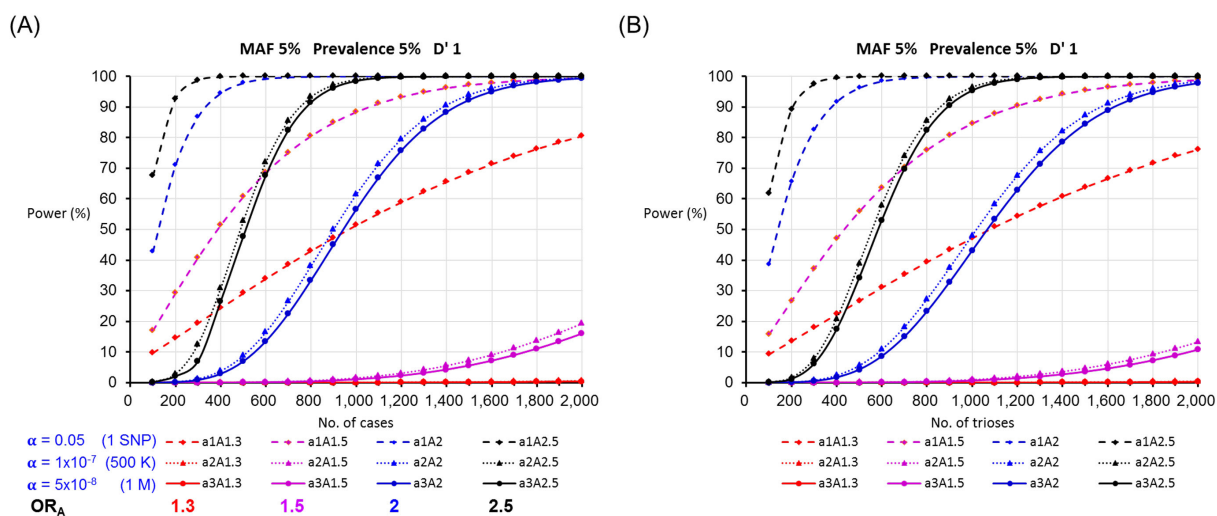 (A)
MAF 5% Prevalence 5% D' 1
100
90
80
70
60
50
40
30
20
10
0
Power (%)
0 200 400 600 800 1,000 1,200 1,400 1,600 1,800 2,000
No. of cases
α = 0.05 (1 SNP) a1A1.3 a1A1.5 a1A2 a1A2.5
α = 1x10-7 (500 K) a2A1.3 a2A1.5 a2A2 a2A2.5
α = 5x10-8 (1 M) a3A1.3 a3A1.5 a3A2 a3A2.5
ORA 1.3 1.5 2 2.5
(B)
MAF 5% Prevalence 5% D' 1
100
90
80
70
60
50
40
30
20
10
0
Power (%)
0 200 400 600 800 1,000 1,200 1,400 1,600 1,800 2,000
No. of trioses
a1A1.3 a1A1.5 a1A2 a1A2.5
a2A1.3 a2A1.5 a2A2 a2A2.5
a3A1.3 a3A1.5 a3A2 a3A2.5